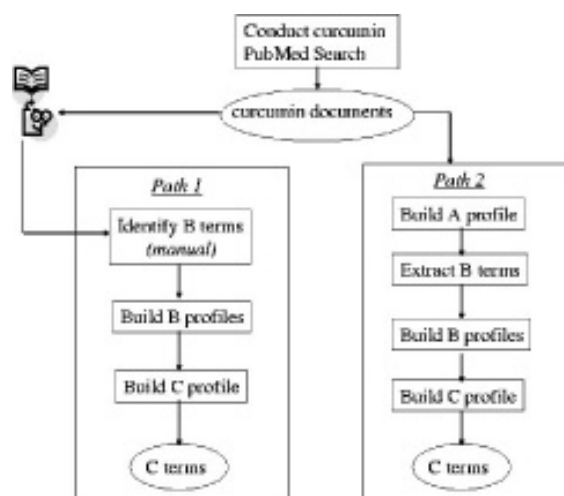 Conduct curcumin
PubMed Search
curcumin documents
Path 1
Identify B terms
(manual)
Build B profiles
Build C profile
C terms
Path 2
Build A profile
Extract B terms
Build B profiles
Build C profile
C terms